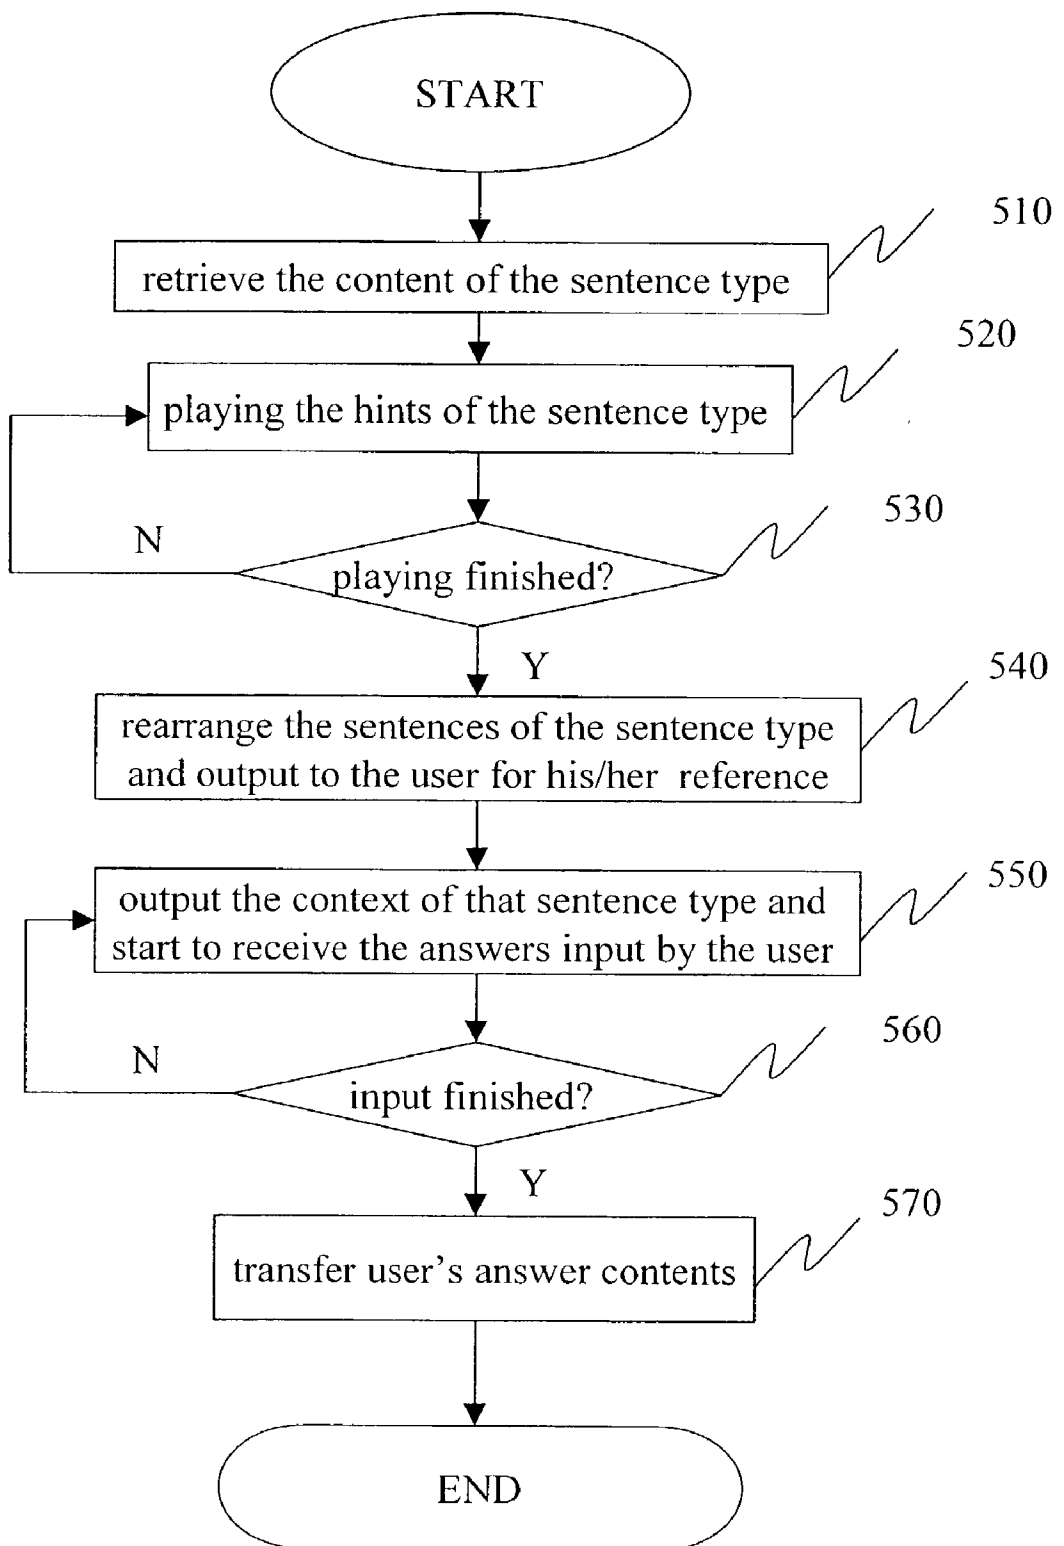 START
510
retrieve the content of the sentence type
520
playing the hints of the sentence type
530
N
playing finished?
Y
540
rearrange the sentences of the sentence type
and output to the user for his/her reference
550
output the context of that sentence type and
start to receive the answers input by the user
560
N
input finished?
Y
570
transfer user's answer contents
END